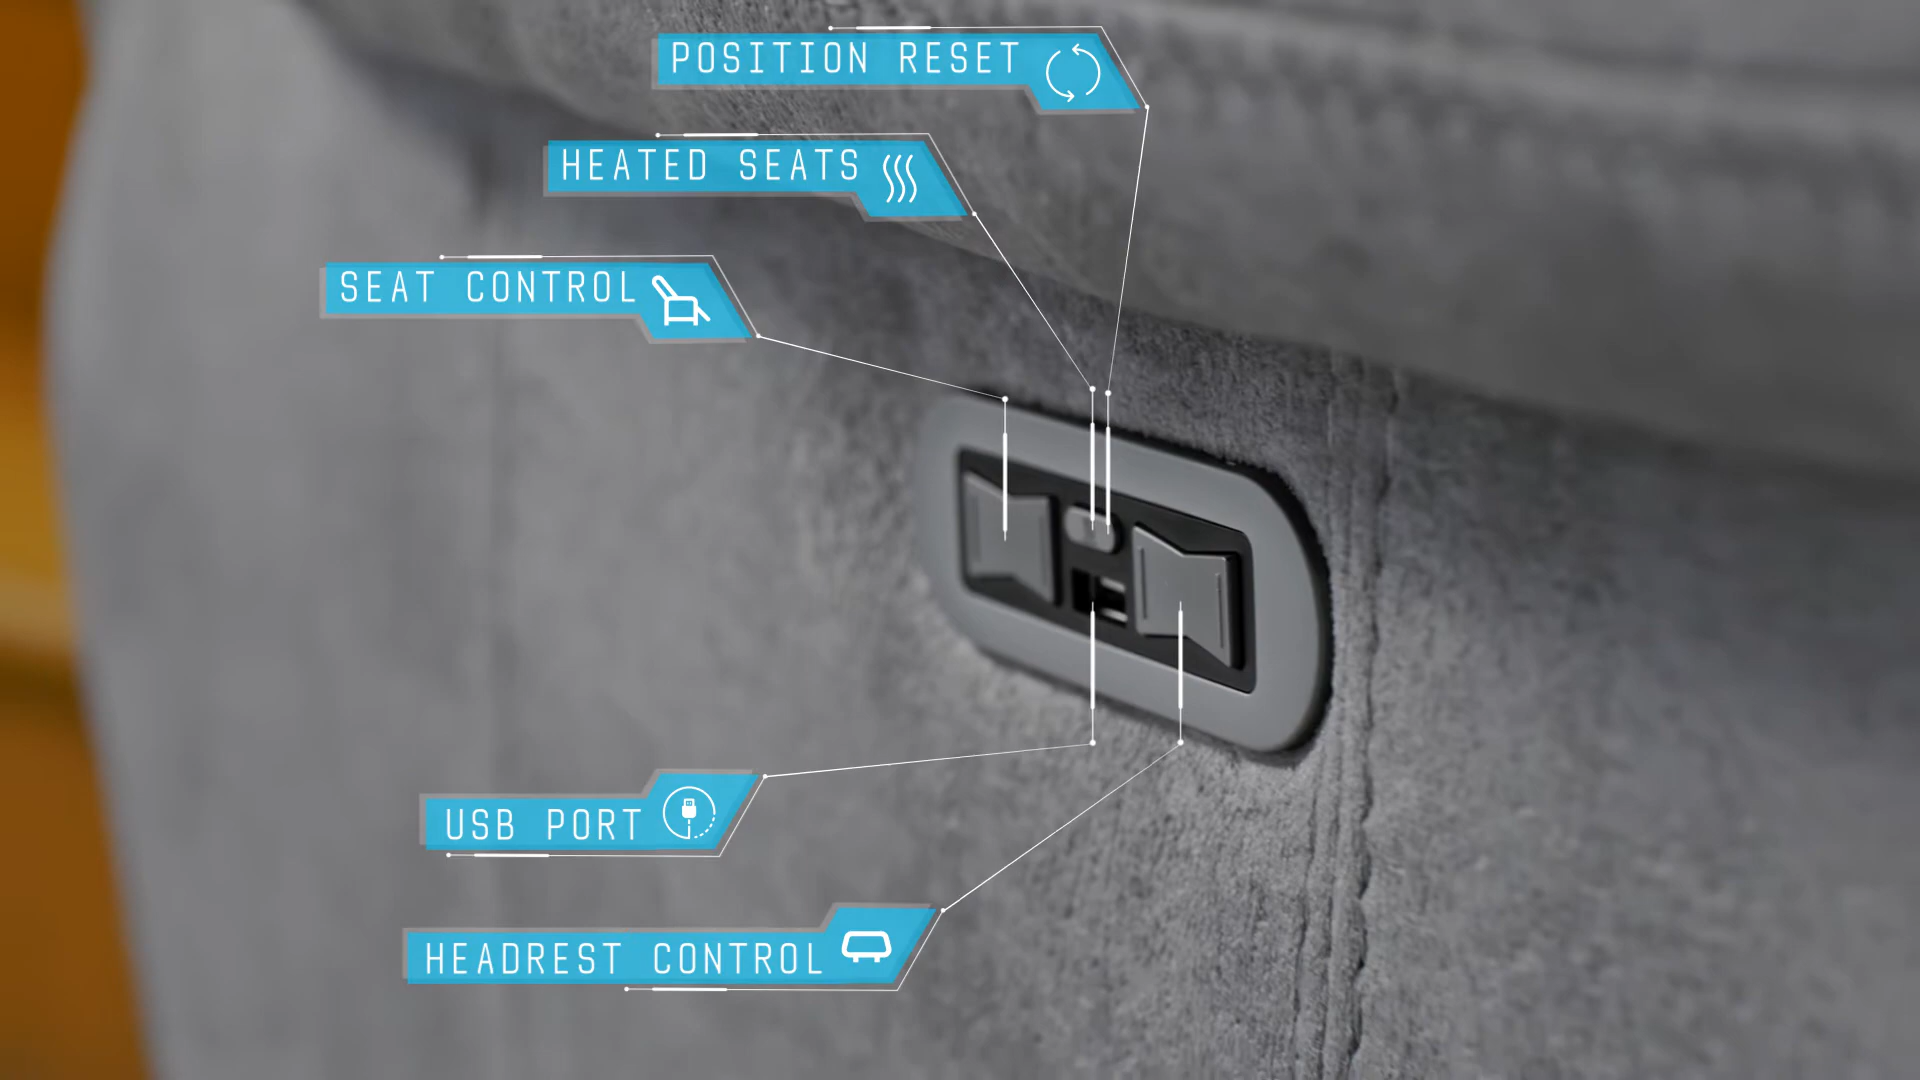 POSITION RESET
HEATED SEATS
SEAT CONTROL
USB PORT
HEADREST CONTROL